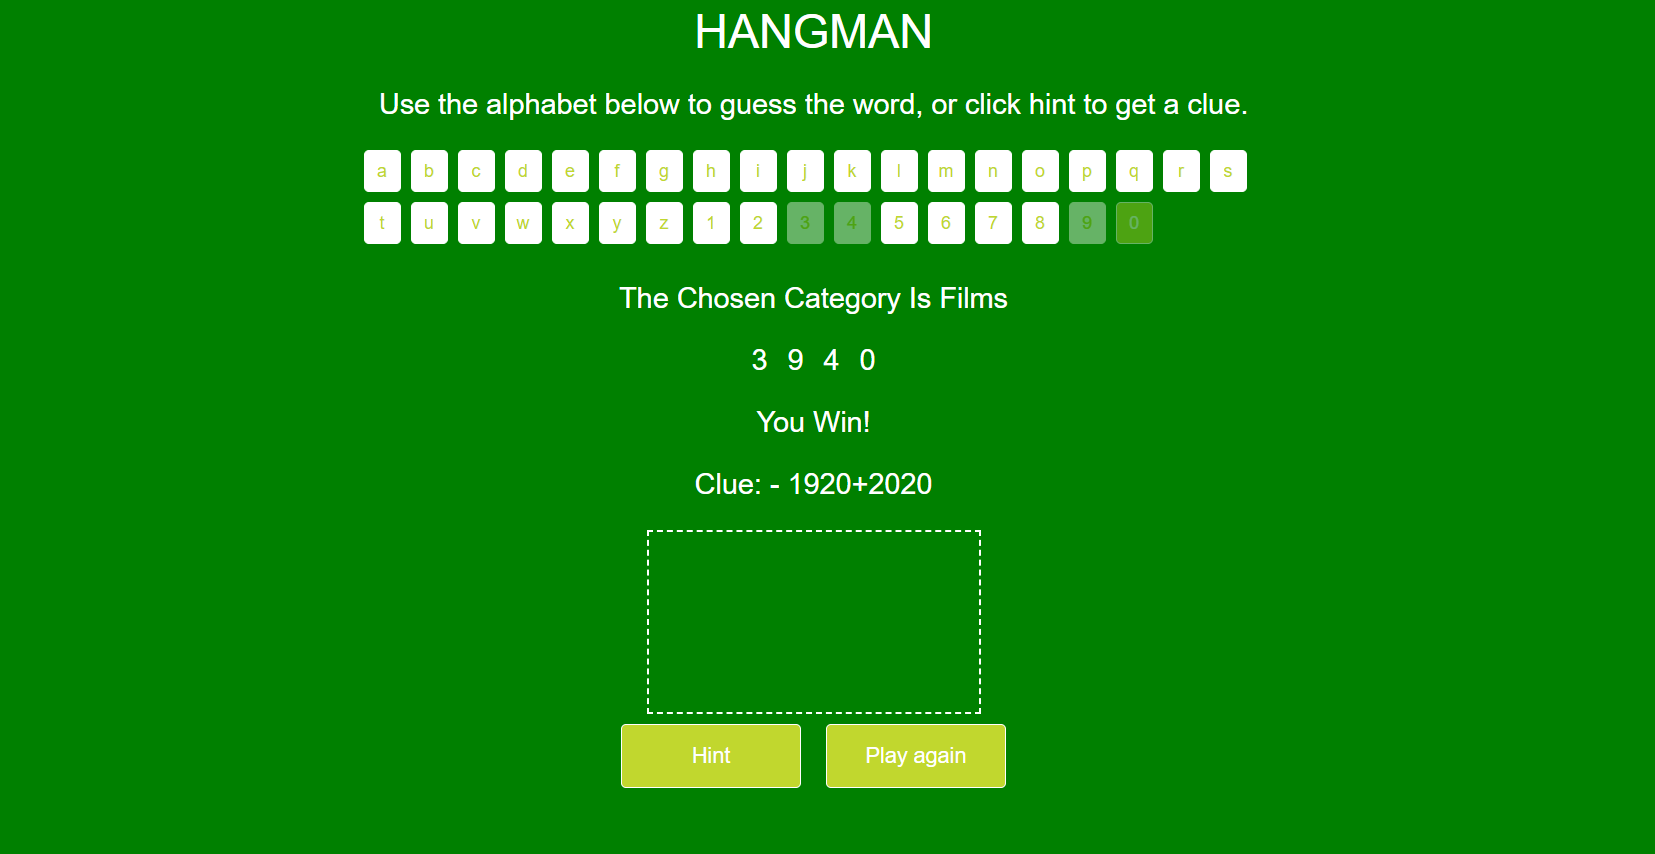 HANGMAN
Use the alphabet below to guess the word, or click hint to get a clue.
a b c d e f g h i j k l m n o p q r s
t u v w x y z 1 2 3 4 5 6 7 8 9 0
The Chosen Category Is Films
3 9 4 0
You Win!
Clue: - 1920+2020
Hint Play again